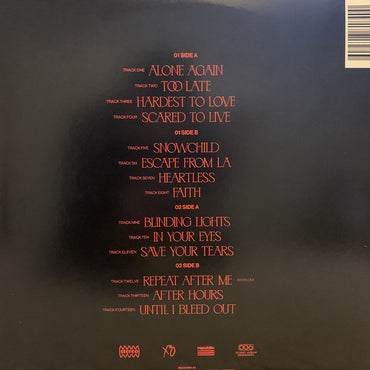 01 SIDE A
TRACK ONE ALONE AGAIN
TRACK TWO TOO LATE
TRACK THREE HARDEST TO LOVE
TRACK FOUR SCARED TO LIVE
01 SIDE B
TRACK FIVE SNOWCHILD
TRACK SIX ESCAPE FROM LA
TRACK SEVEN HEARTLESS
TRACK EIGHT FAITH
02 SIDE A
TRACK NINE BLINDING LIGHTS
TRACK TEN IN YOUR EYES
TRACK ELEVEN SAVE YOUR TEARS
02 SIDE B
TRACK TWELVE REPEAT AFTER ME
TRACK THIRTEEN AFTER HOURS
TRACK FOURTEEN UNTIL I BLEED OUT
stereo XO republic